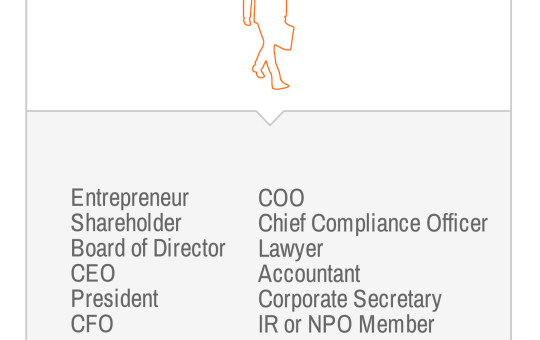 Entrepreneur
Shareholder
Board of Director
CEO
President
CFO
COO
Chief Compliance Officer
Lawyer
Accountant
Corporate Secretary
IR or NPO Member